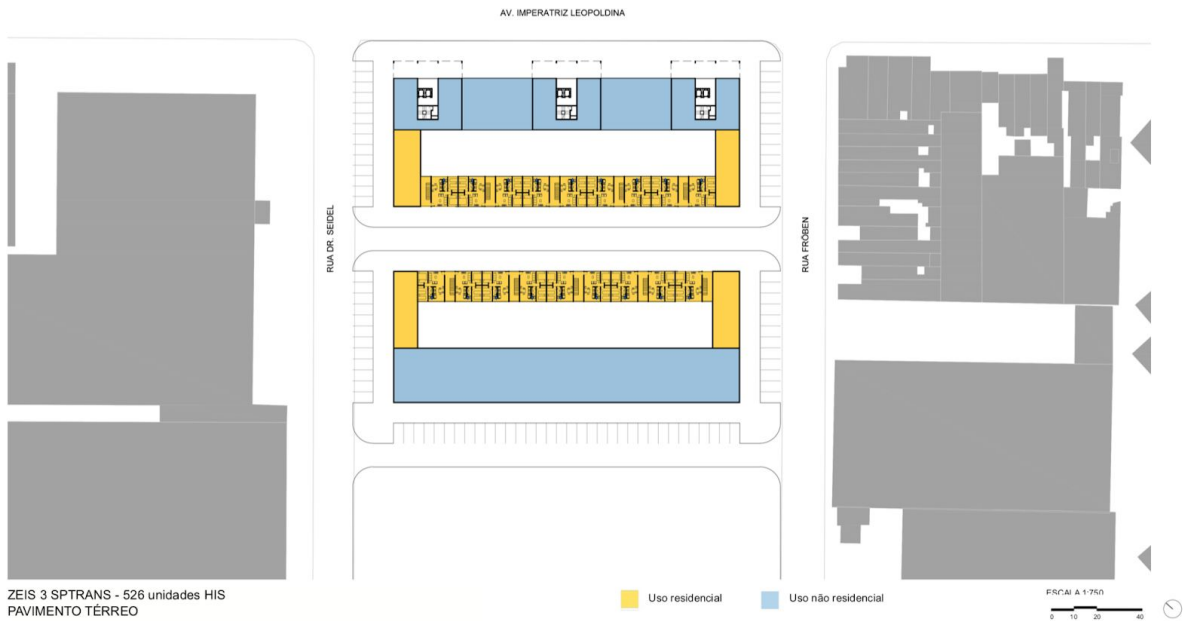 AV. IMPERATRIZ LEOPOLDINA
RUA DR. SEIDEL
RUA FRÖBEN
ZEIS 3 SPTRANS - 526 unidades HIS
PAVIMENTO TÉRREO
Uso residencial
Uso não residencial
ESCALA 1:750
0 10 20 40